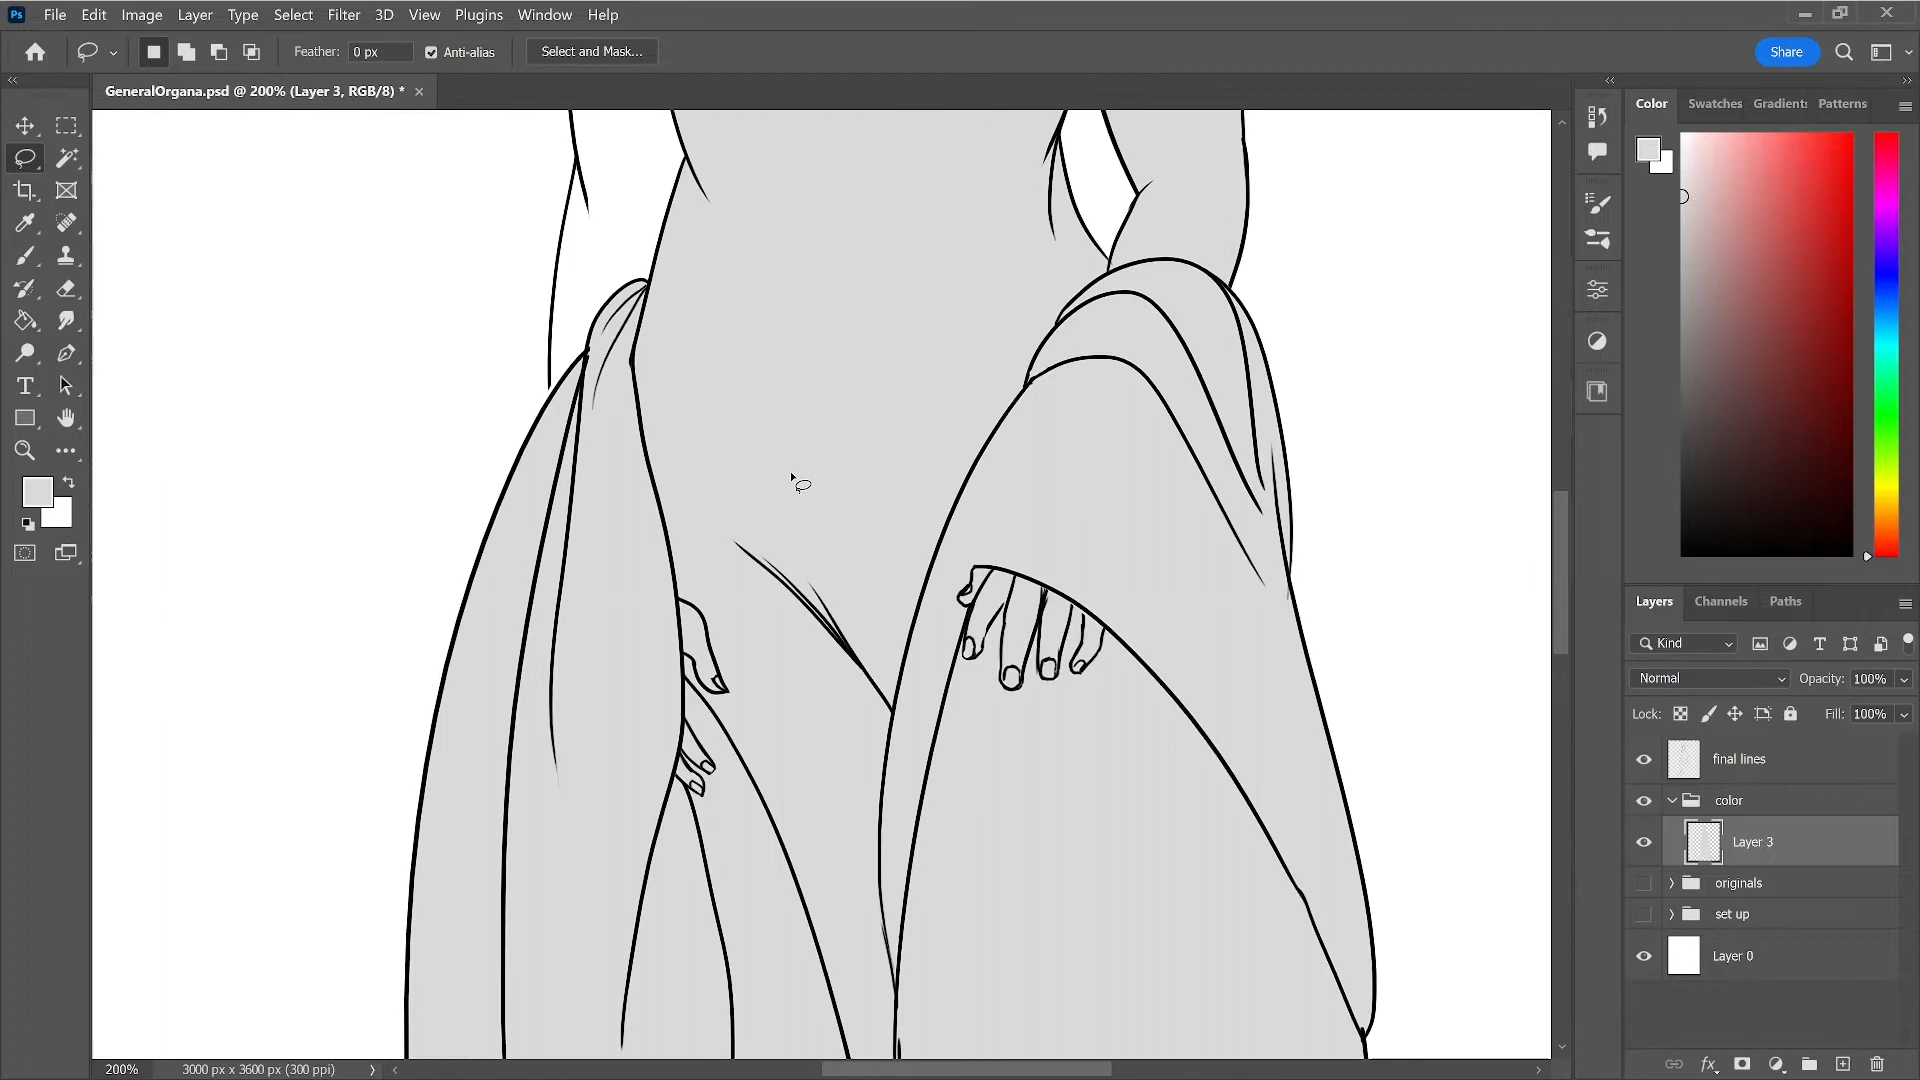 Ps File Edit Image Layer Type Select Filter 3D View Plugins Window Help
Feather: 0 px Anti-alias Select and Mask... Share
GeneralOrgana.psd @ 200% (Layer 3, RGB/8) *
Color Swatches Gradients Patterns
Layers Channels Paths
Kind
Normal Opacity: 100%
Lock: Fill: 100%
final lines
color
Layer 3
originals
set up
Layer 0
200% 3000 px x 3600 px (300 ppi)
fx